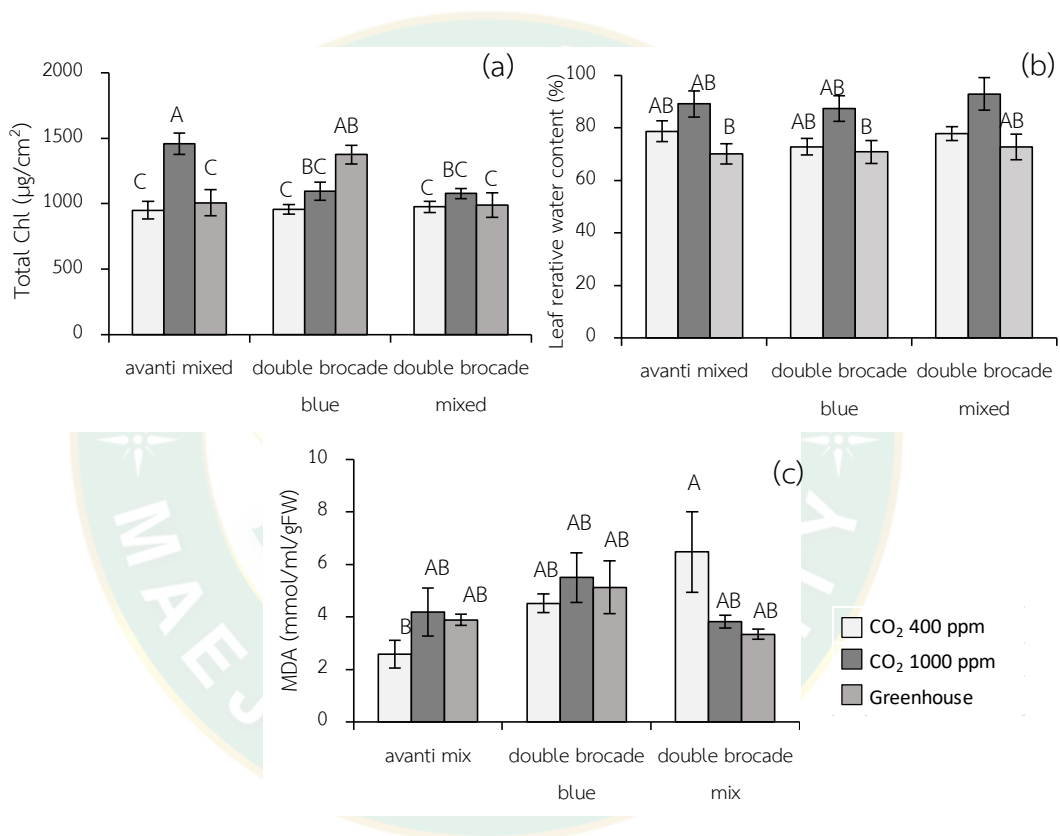 (a)
2000
1500
1000
500
0
Total Chl (µg/cm²)
C A C
C BC AB
C BC C
avanti mixed
double brocade
blue
double brocade
mixed
(b)
100
80
60
40
20
0
Leaf rerative water content (%)
AB AB B
AB AB B
AB
avanti mixed
double brocade
blue
double brocade
mixed
(c)
10
8
6
4
2
0
MDA (mmol/ml/gFW)
B AB AB
AB AB AB
A AB AB
avanti mix
double brocade
blue
double brocade
mix
CO₂ 400 ppm
CO₂ 1000 ppm
Greenhouse
MAEJ